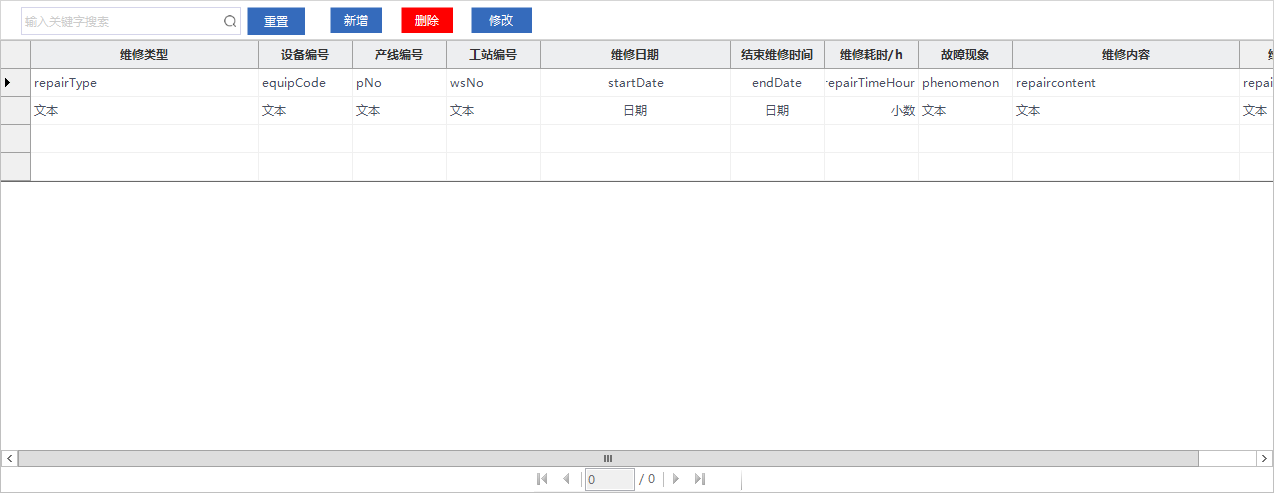 输入关键字搜索 重置 新增 删除 修改
维修类型 设备编号 产线编号 工站编号 维修日期 结束维修时间 维修耗时/h 故障现象 维修内容
repairType equipCode pNo wsNo startDate endDate repairTimeHour phenomenon repaircontent repai
文本 文本 文本 文本 日期 日期 小数 文本 文本 文本
0 / 0